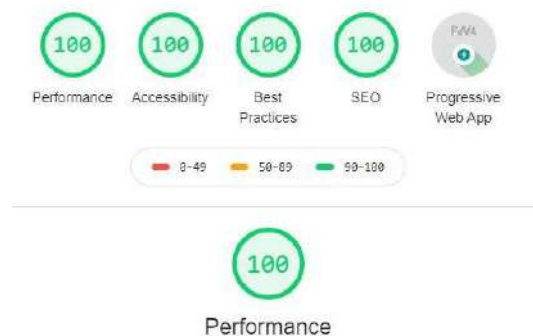 100 100 100 100 PWA
Performance Accessibility Best Practices SEO Progressive Web App
0-49 50-89 90-100
100
Performance